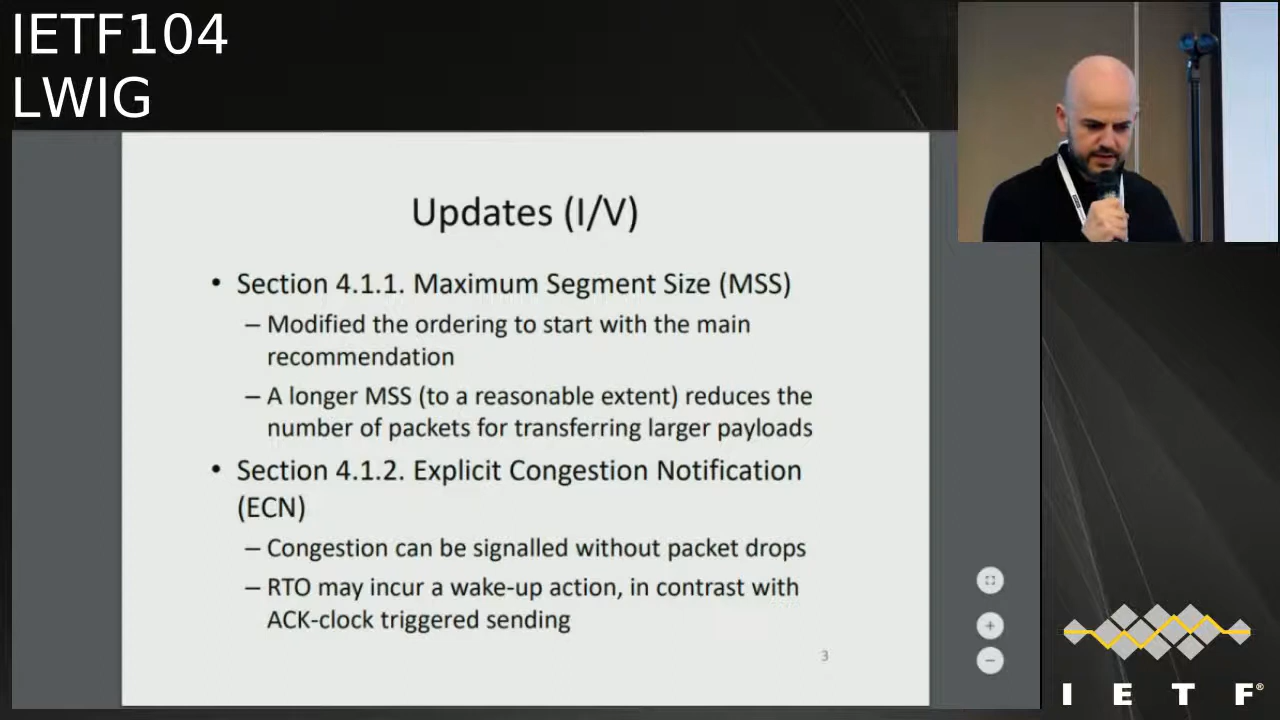 IETF104
LWIG
Updates (I/V)
• Section 4.1.1. Maximum Segment Size (MSS)
– Modified the ordering to start with the main
recommendation
– A longer MSS (to a reasonable extent) reduces the
number of packets for transferring larger payloads
• Section 4.1.2. Explicit Congestion Notification
(ECN)
– Congestion can be signalled without packet drops
– RTO may incur a wake-up action, in contrast with
ACK-clock triggered sending
3
I E T F®